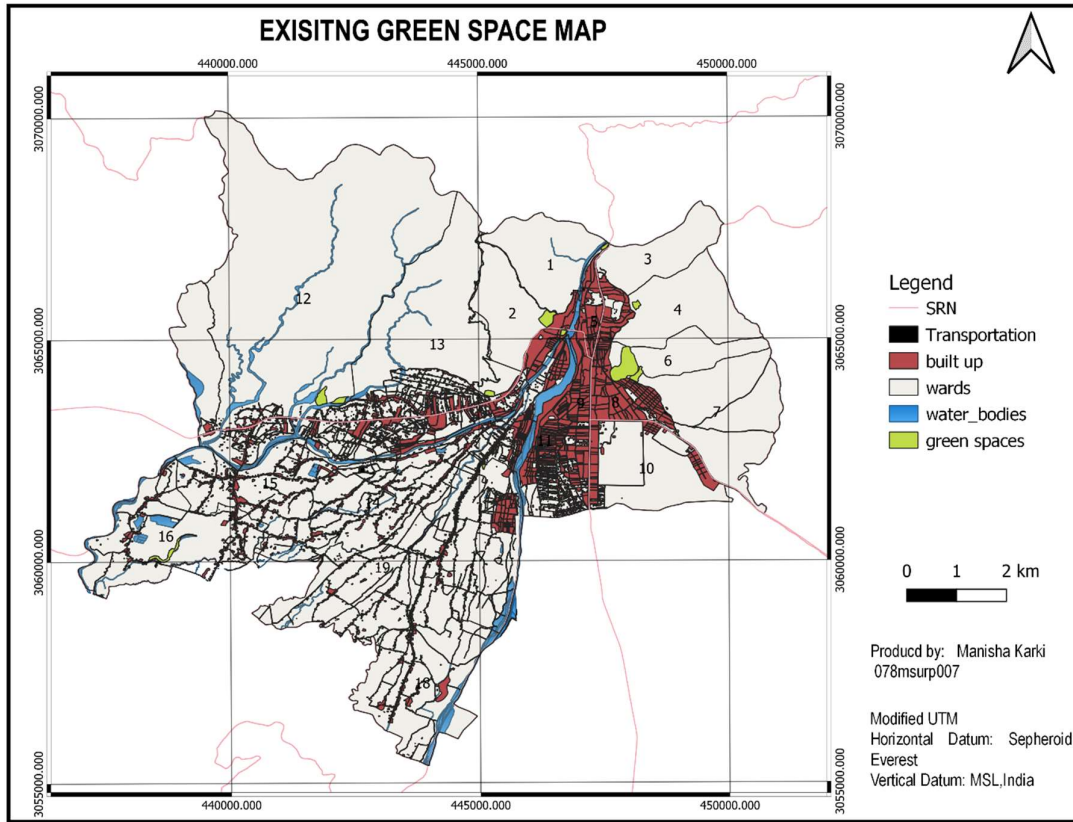 EXISITNG GREEN SPACE MAP
440000.000 445000.000 450000.000
3070000.000 3070000.000
3065000.000 3065000.000
3060000.000 3060000.000
3055000.000 3055000.000
440000.000 445000.000 450000.000
1
3
12
2
4
5
13
6
9 8
7
11
10
15
16
19
18
Legend
SRN
Transportation
built up
wards
water_bodies
green spaces
0 1 2 km
Producd by: Manisha Karki
078msurp007
Modified UTM
Horizontal Datum: Sepheroid
Everest
Vertical Datum: MSL,India